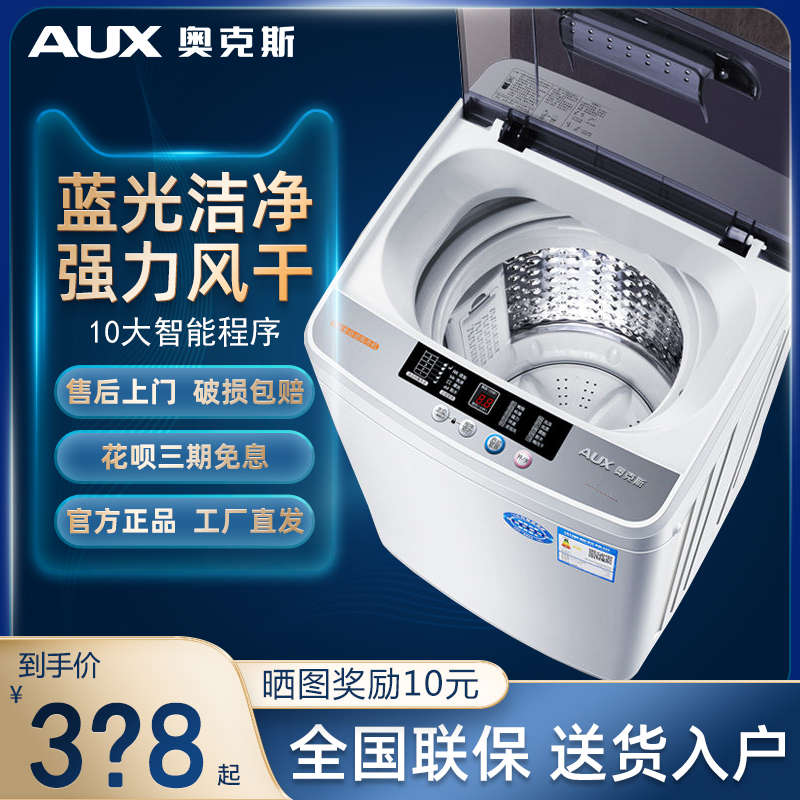 AUX 奥克斯
蓝光洁净
强力风干
10大智能程序
售后上门 破损包赔
花呗三期免息
官方正品 工厂直发
AUX 奥克斯
到手价
晒图奖励10元
¥3?8起
全国联保 送货入户